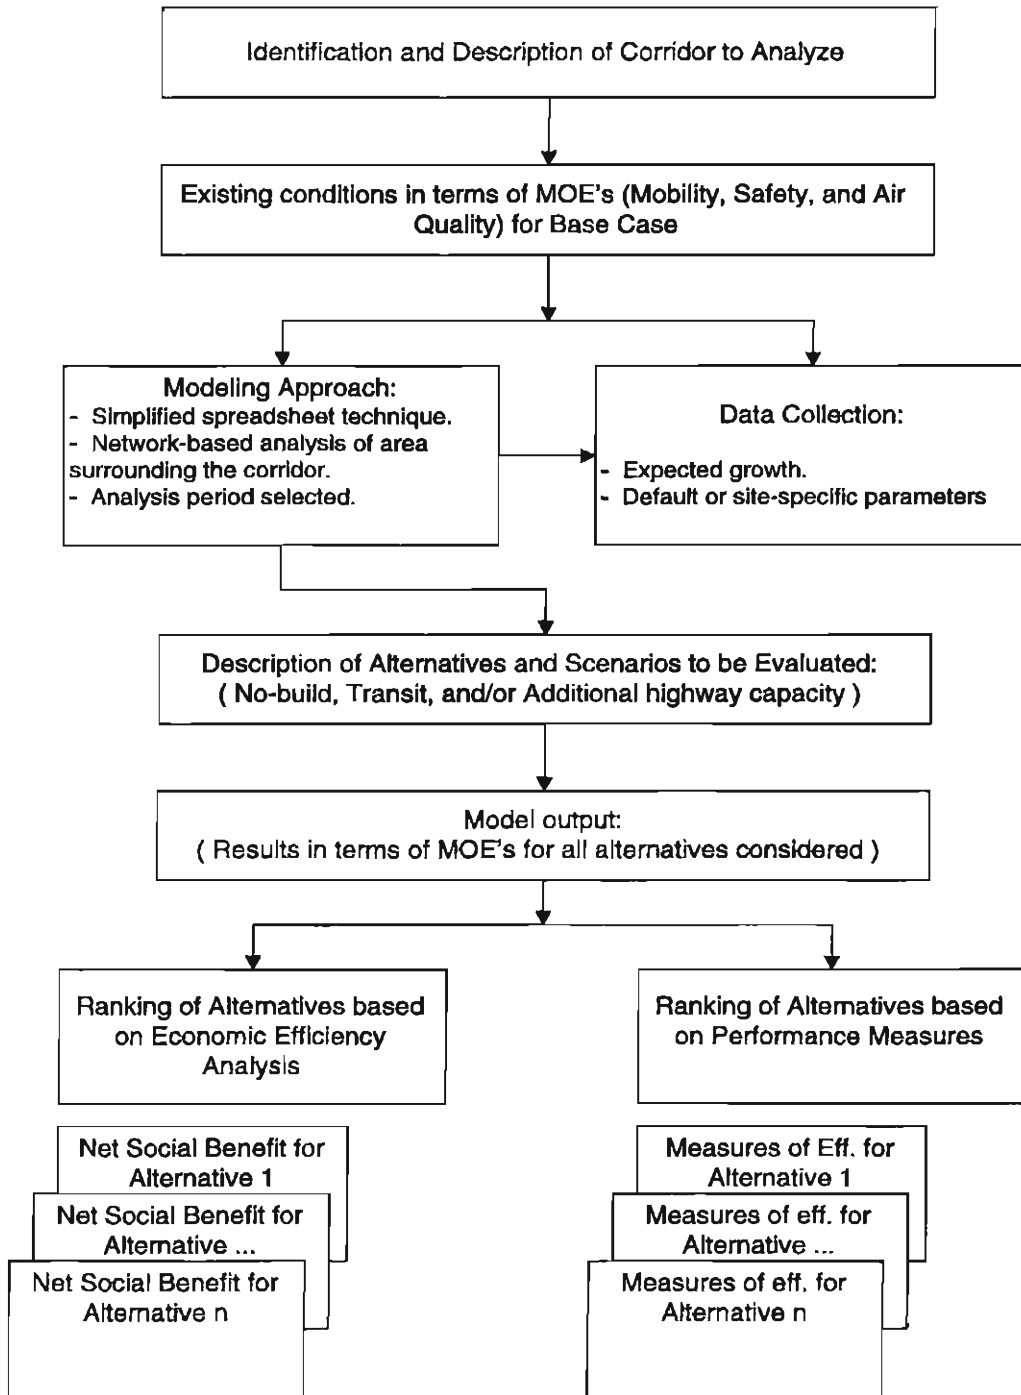 Identification and Description of Corridor to Analyze
Existing conditions in terms of MOE's (Mobility, Safety, and Air
Quality) for Base Case
Modeling Approach:
- Simplified spreadsheet technique.
- Network-based analysis of area
surrounding the corridor.
- Analysis period selected.
Data Collection:
- Expected growth.
- Default or site-specific parameters
Description of Alternatives and Scenarios to be Evaluated:
( No-build, Transit, and/or Additional highway capacity )
Model output:
( Results in terms of MOE's for all alternatives considered )
Ranking of Alternatives based
on Economic Efficiency
Analysis
Ranking of Alternatives based
on Performance Measures
Net Social Benefit for
Alternative 1
Net Social Benefit for
Alternative ...
Net Social Benefit for
Alternative n
Measures of Eff. for
Alternative 1
Measures of eff. for
Alternative ...
Measures of eff. for
Alternative n